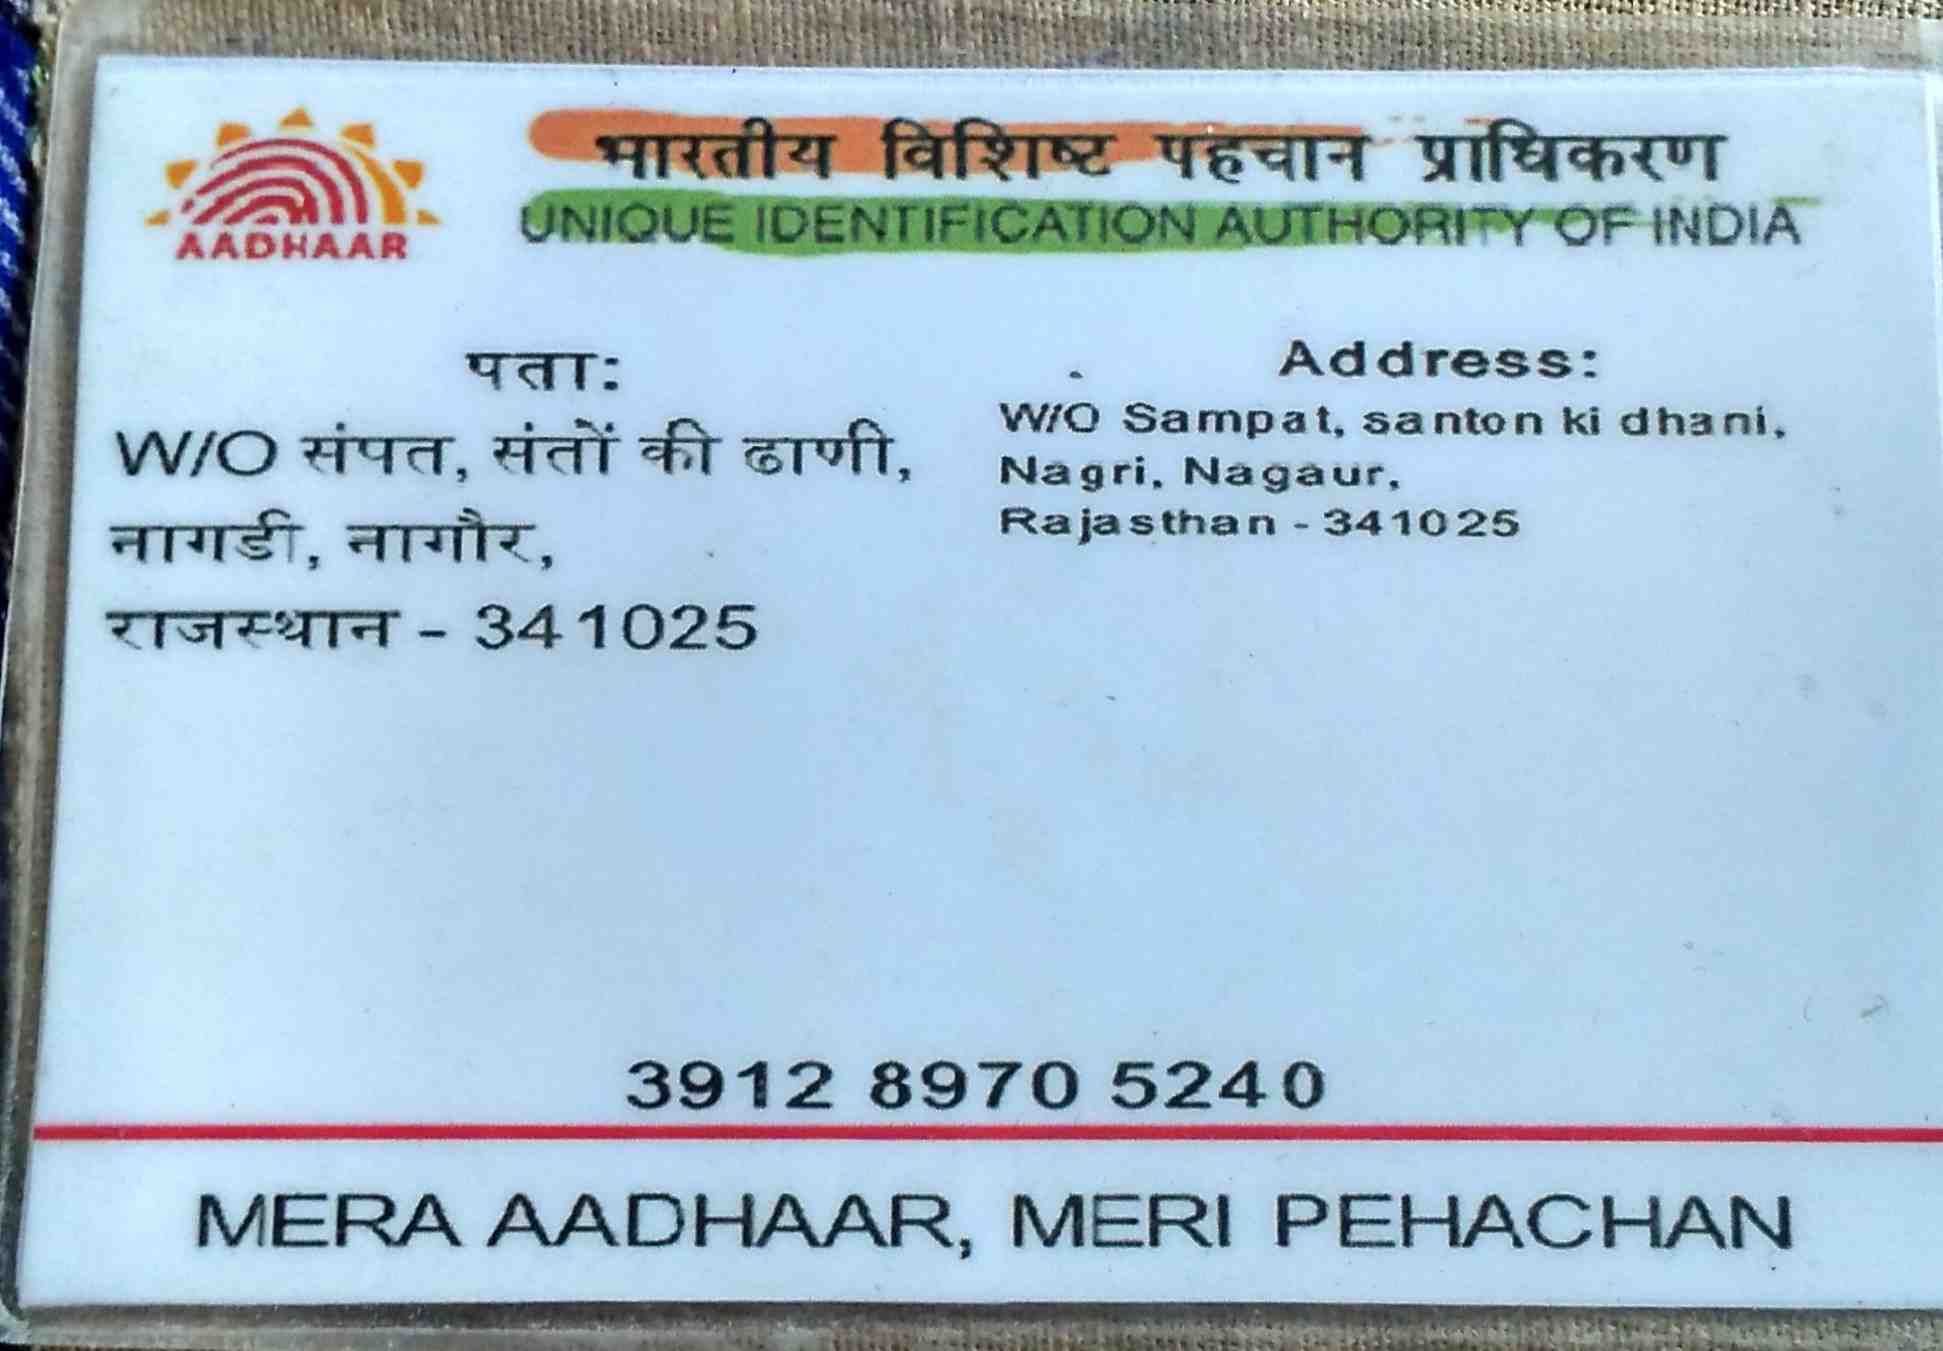 AADHAAR
भारतीय विशिष्ट पहचान प्राधिकरण
UNIQUE IDENTIFICATION AUTHORITY OF INDIA
पता:
W/O संपत, संतों की ढाणी,
नागडी, नागौर,
राजस्थान - 341025
Address:
W/O Sampat, santon ki dhani,
Nagri, Nagaur,
Rajasthan - 341025
3912 8970 5240
MERA AADHAAR, MERI PEHACHAN